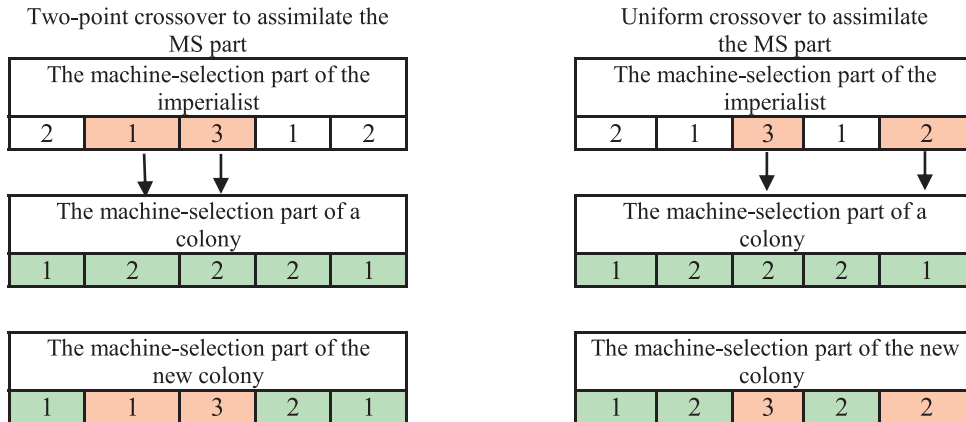 Two-point crossover to assimilate the
MS part
The machine-selection part of the
imperialist
2 1 3 1 2
The machine-selection part of a
colony
1 2 2 2 1
The machine-selection part of the
new colony
1 1 3 2 1
Uniform crossover to assimilate
the MS part
The machine-selection part of the
imperialist
2 1 3 1 2
The machine-selection part of a
colony
1 2 2 2 1
The machine-selection part of the new
colony
1 2 3 2 2